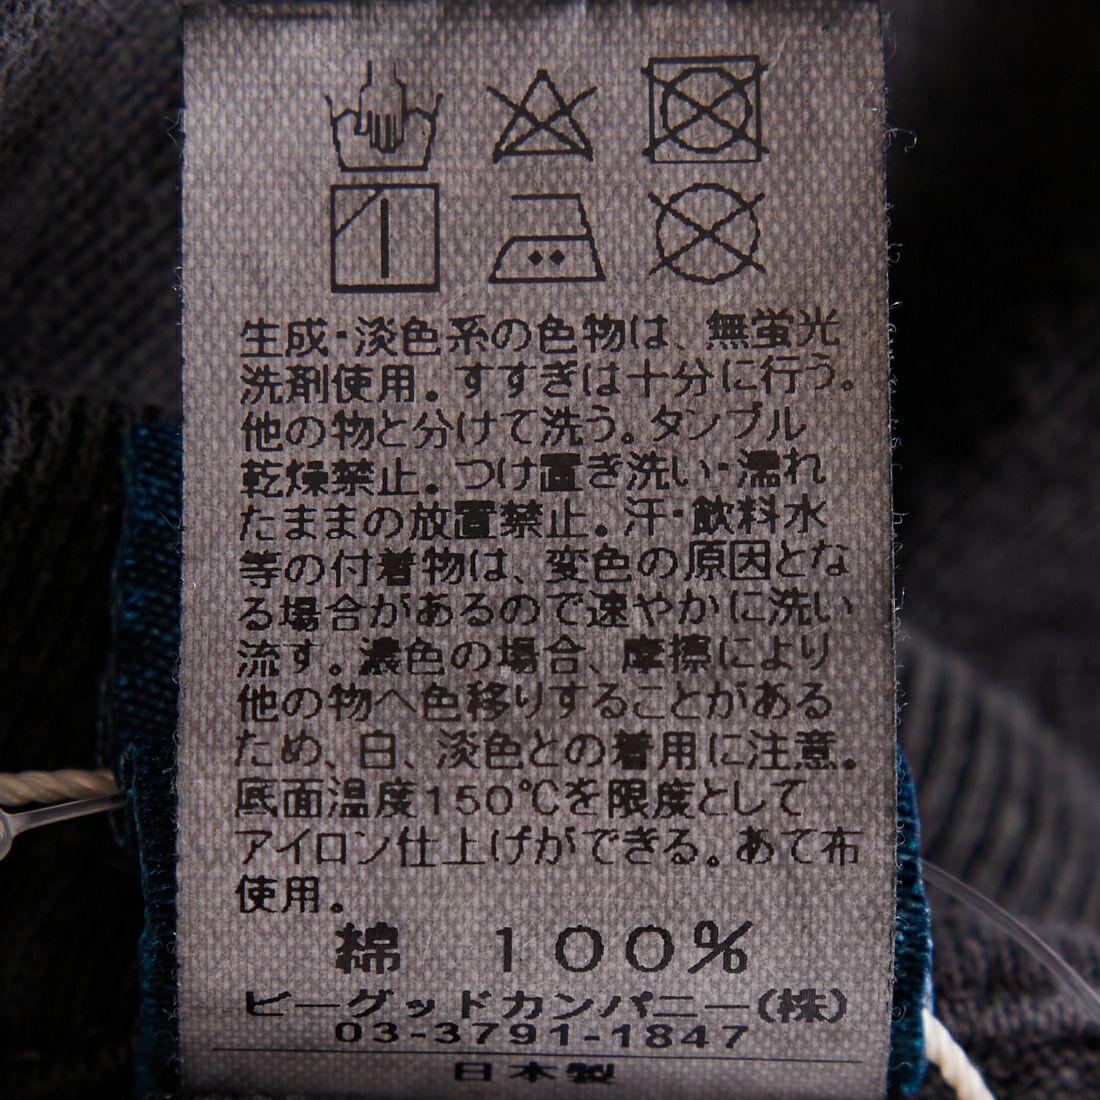 生成・淡色系の色物は、無蛍光
洗剤使用。すすぎは十分に行う。
他の物と分けて洗う。タンブル
乾燥禁止。つけ置き洗い・濡れ
たままの放置禁止。汗・飲料水
等の付着物は、変色の原因とな
る場合があるので速やかに洗い
流す。濃色の場合、摩擦により
他の物へ色移りすることがある
ため、白、淡色との着用に注意。
底面温度150℃を限度として
アイロン仕上げができる。あて布
使用。
綿 100%
ビーグッドカンパニー(株)
03-3791-1847
日本製